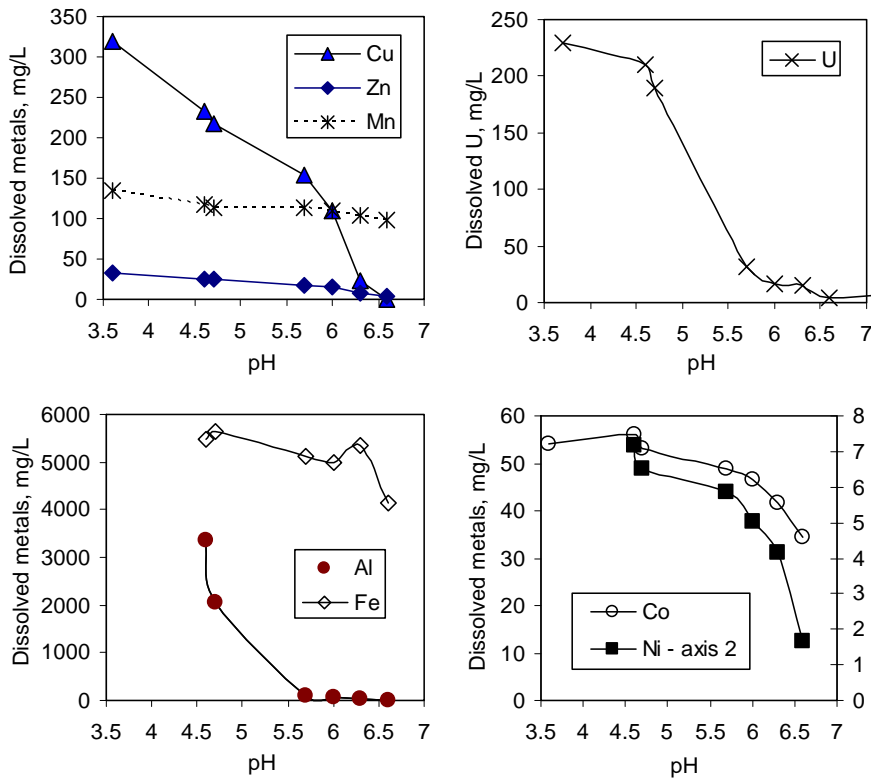 Dissolved metals, mg/L
350
300
250
200
150
100
50
0
3.5 4 4.5 5 5.5 6 6.5 7
pH
Cu
Zn
Mn
Dissolved U, mg/L
250
200
150
100
50
0
3.5 4 4.5 5 5.5 6 6.5 7
pH
U
Dissolved metals, mg/L
6000
5000
4000
3000
2000
1000
0
3.5 4 4.5 5 5.5 6 6.5 7
pH
Al
Fe
Dissolved metals, mg/L
60
50
40
30
20
10
0
8
7
6
5
4
3
2
1
0
3.5 4 4.5 5 5.5 6 6.5 7
pH
Co
Ni - axis 2